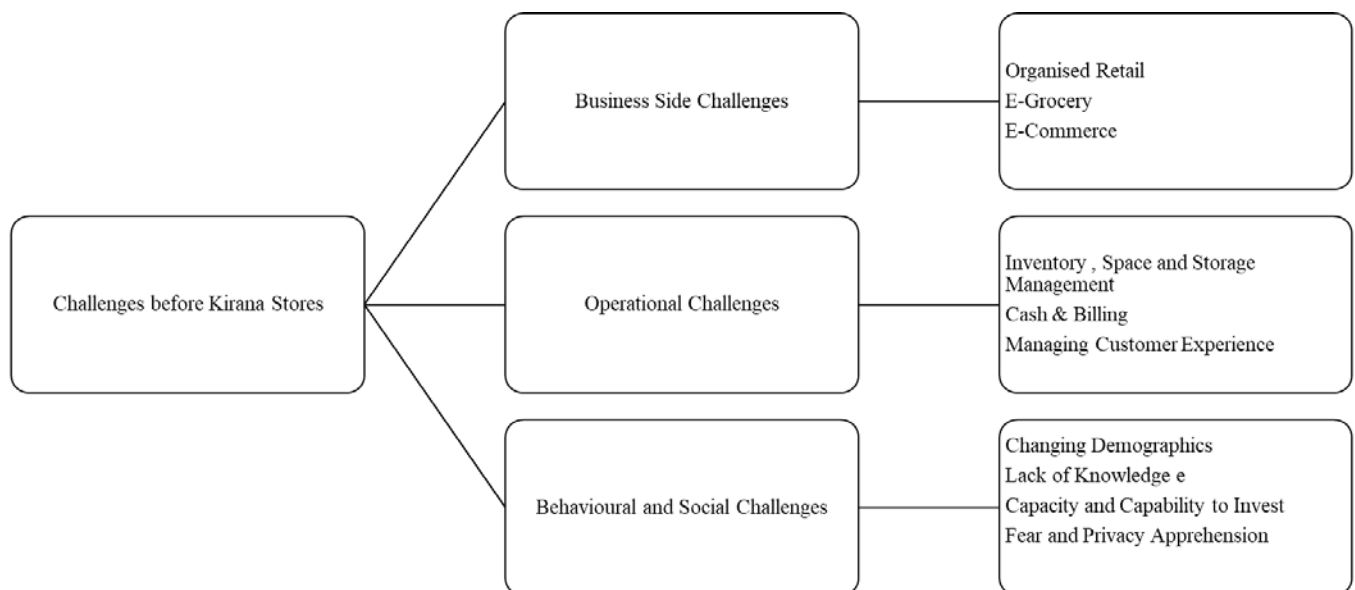 Business Side Challenges
Organised Retail
E-Grocery
E-Commerce
Challenges before Kirana Stores
Operational Challenges
Inventory , Space and Storage
Management
Cash & Billing
Managing Customer Experience
Behavioural and Social Challenges
Changing Demographics
Lack of Knowledge e
Capacity and Capability to Invest
Fear and Privacy Apprehension